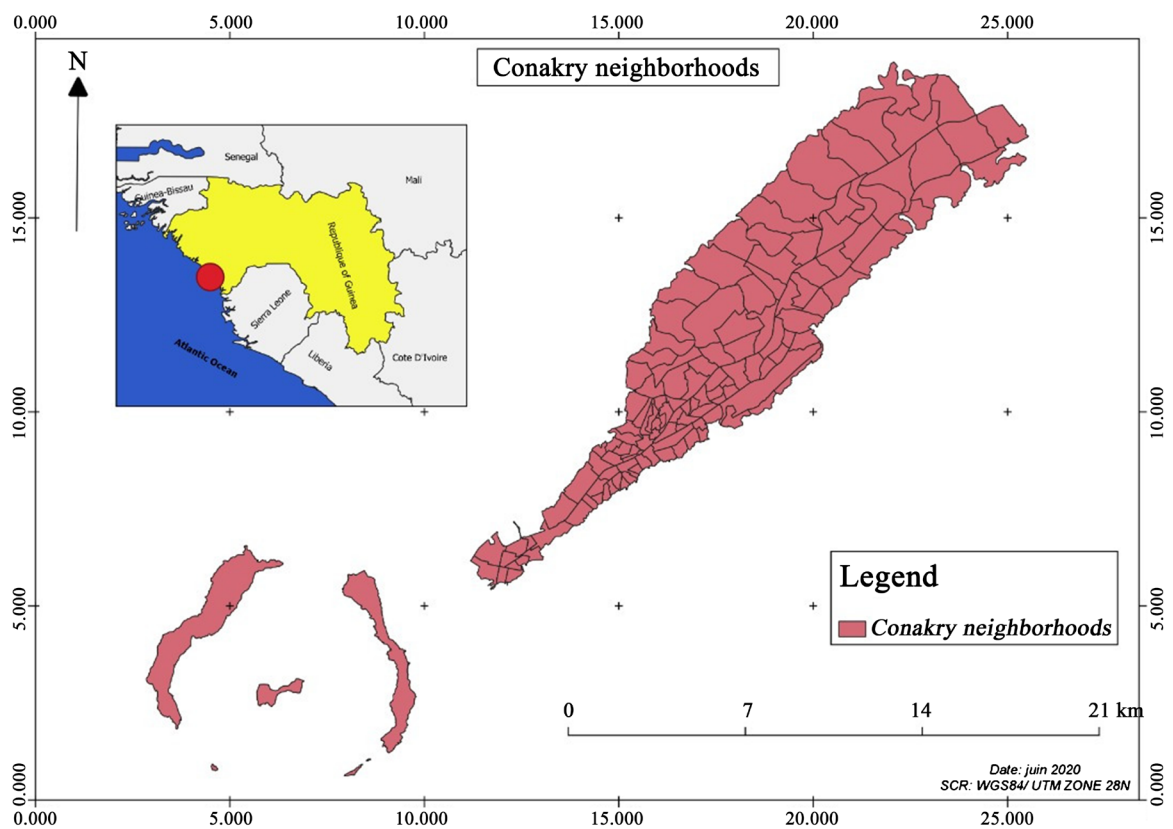 0.000 5.000 10.000 15.000 20.000 25.000
N
Conakry neighborhoods
Senegal
Mali
Guinea-Bissau
Republique of Guinea
Sierra Leone
Liberia
Cote D'Ivoire
Atlantic Ocean
15.000
10.000
5.000
0.000
15.000
10.000
5.000
0.000
Legend
Conakry neighborhoods
0 7 14 21 km
Date: juin 2020
SCR: WGS84/ UTM ZONE 28N
0.000 5.000 10.000 15.000 20.000 25.000